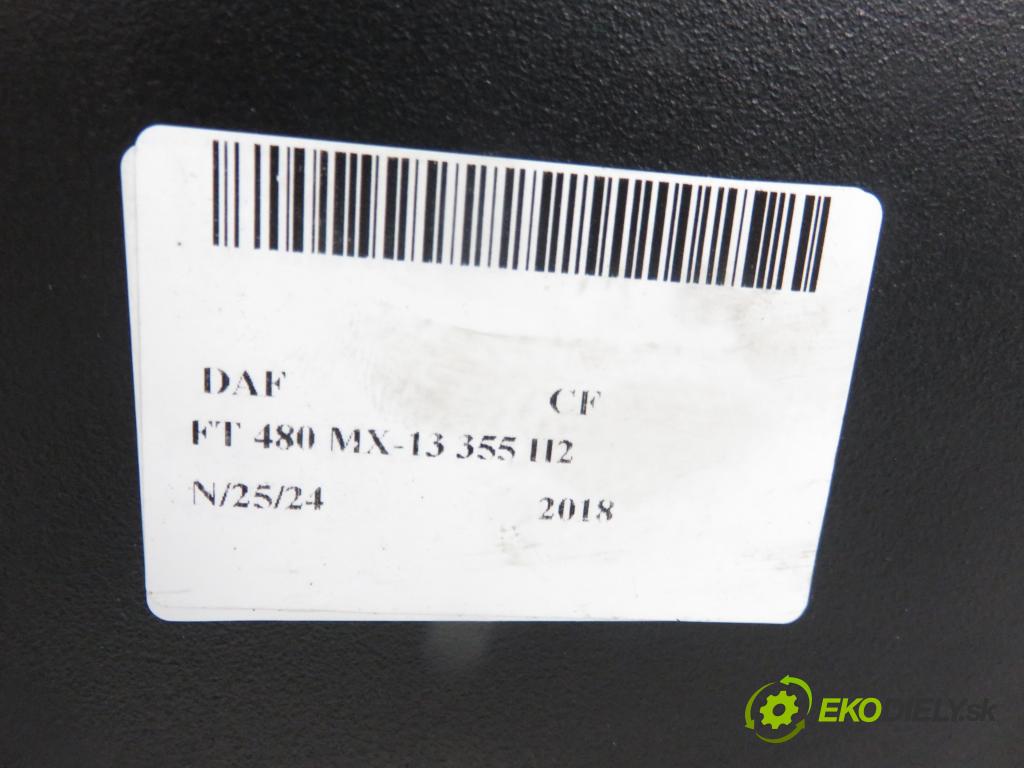 DAF CF
FT 480 MX-13 355 H2
N/25/24 2018
EKODIELY.sk